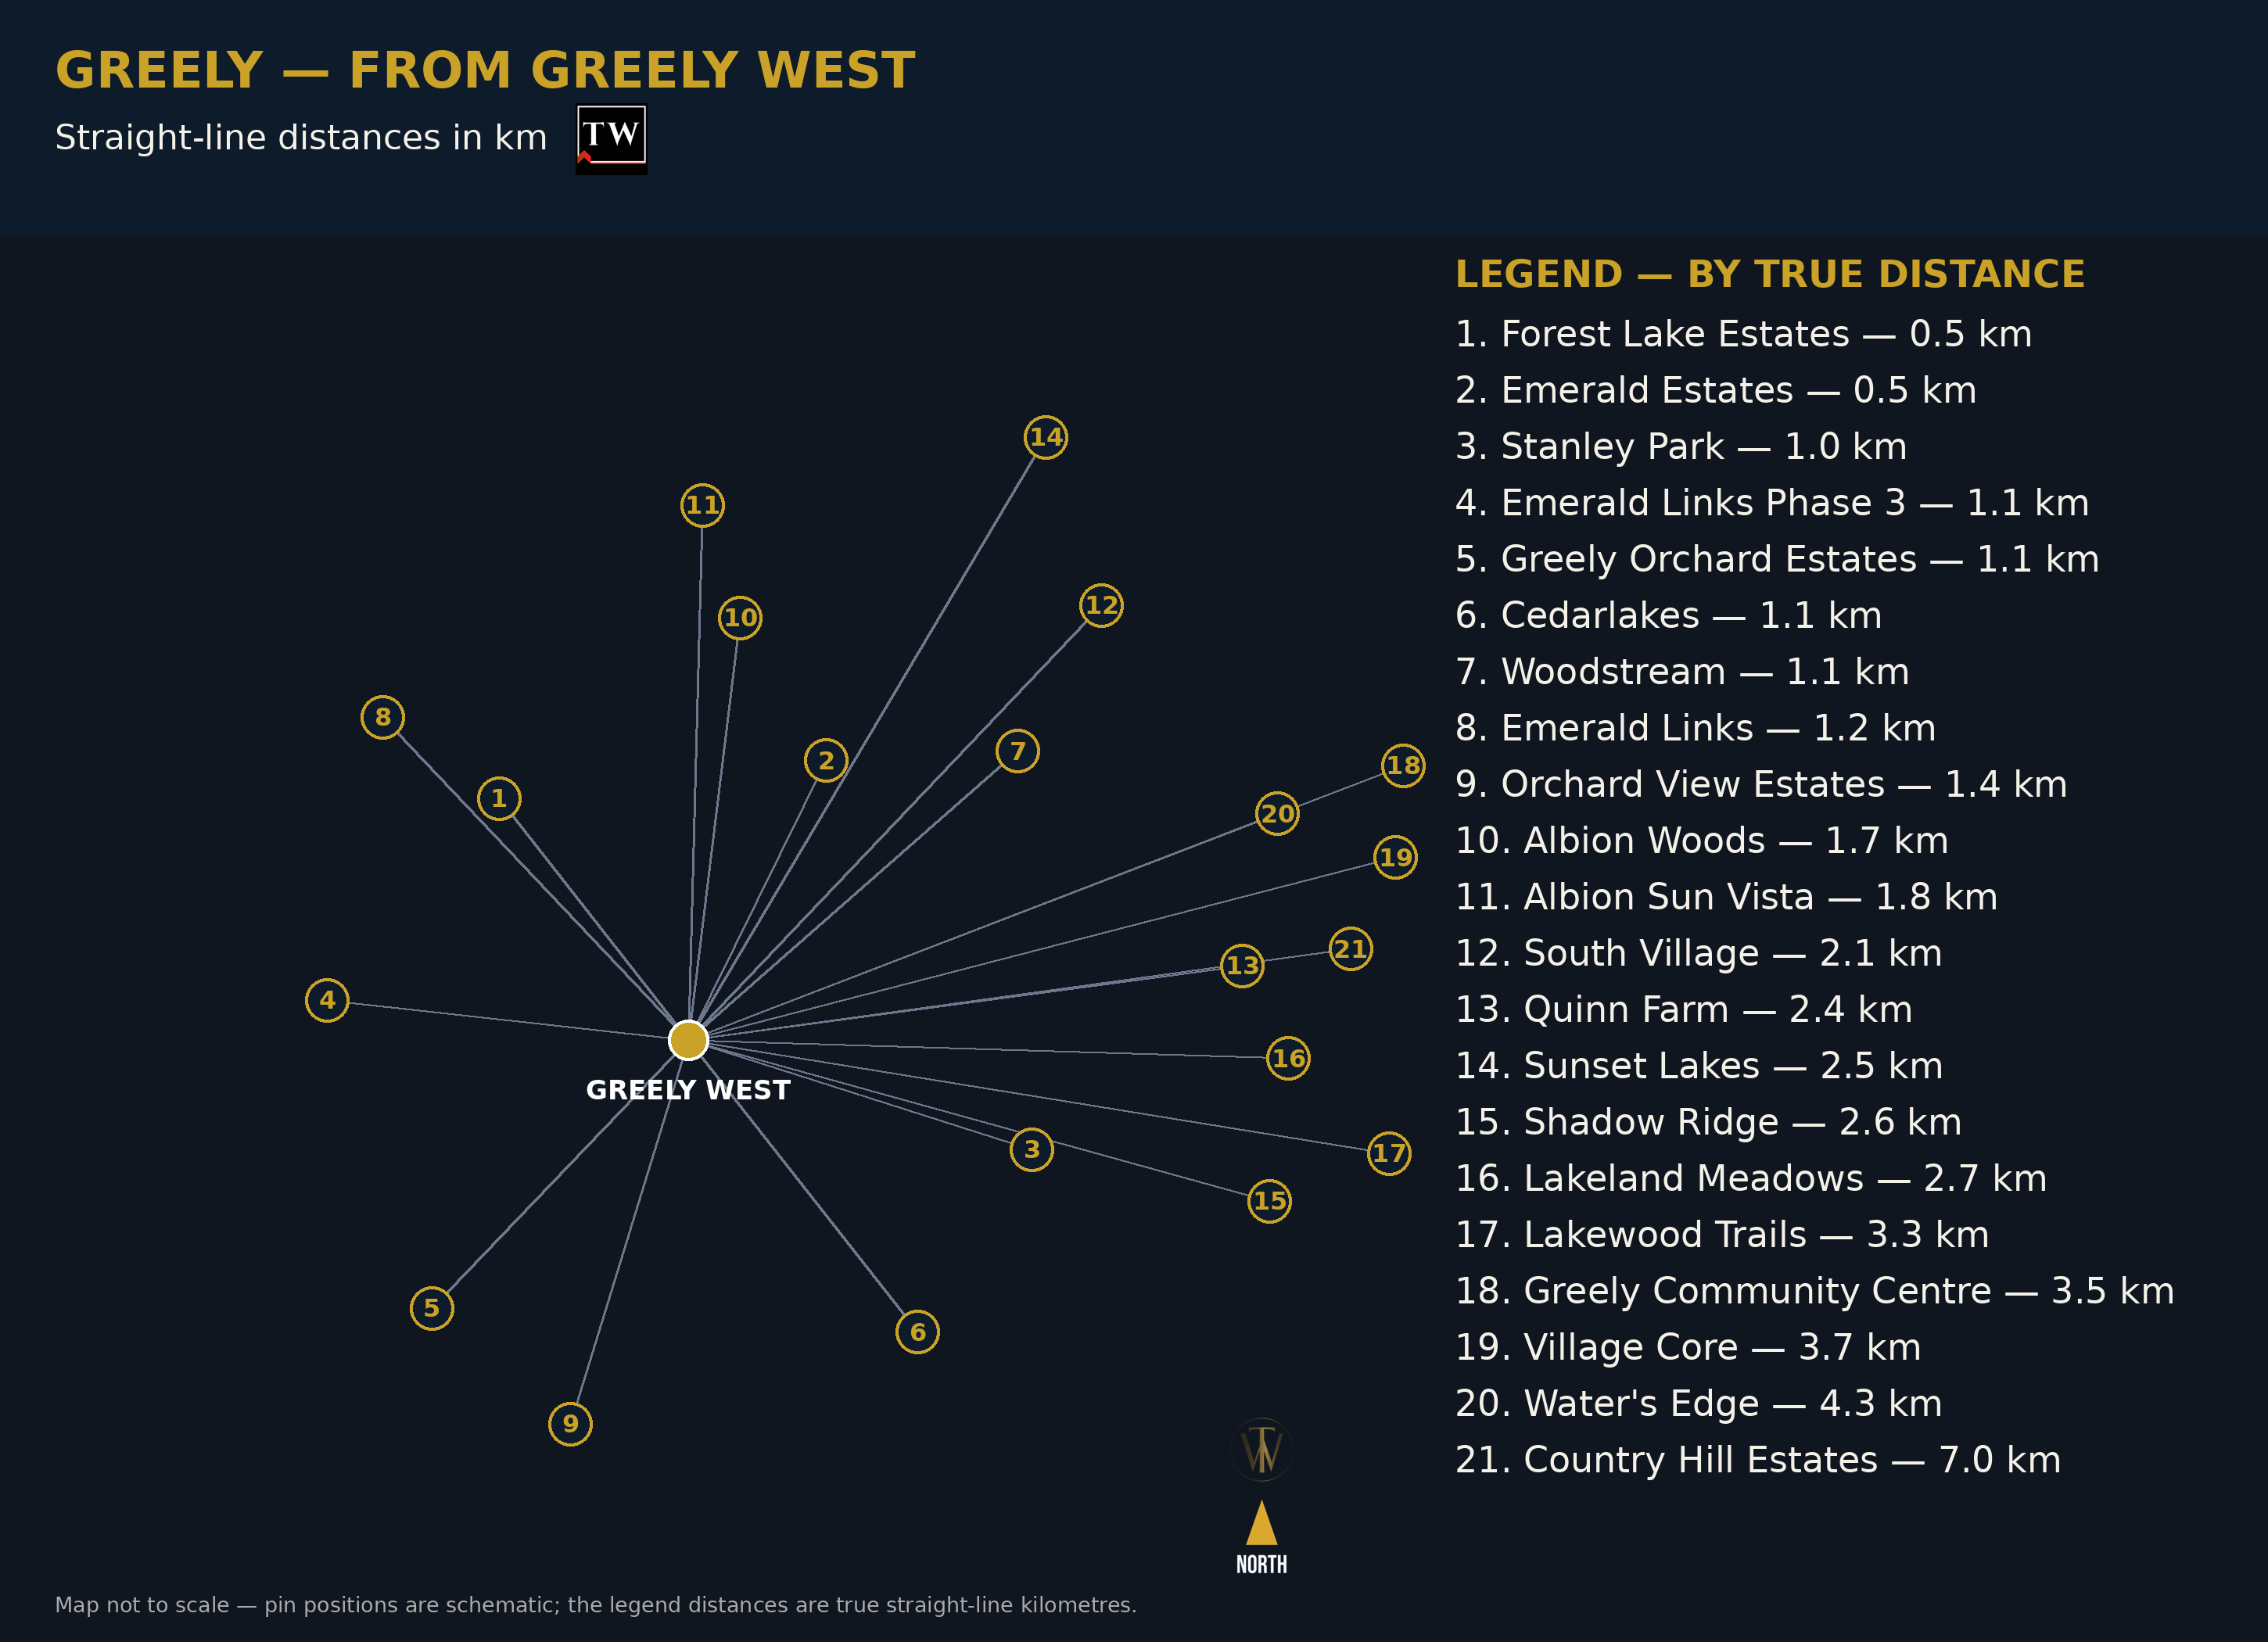 GREELY — FROM GREELY WEST
Straight-line distances in km
TW
LEGEND — BY TRUE DISTANCE
1. Forest Lake Estates — 0.5 km
2. Emerald Estates — 0.5 km
3. Stanley Park — 1.0 km
4. Emerald Links Phase 3 — 1.1 km
5. Greely Orchard Estates — 1.1 km
6. Cedarlakes — 1.1 km
7. Woodstream — 1.1 km
8. Emerald Links — 1.2 km
9. Orchard View Estates — 1.4 km
10. Albion Woods — 1.7 km
11. Albion Sun Vista — 1.8 km
12. South Village — 2.1 km
13. Quinn Farm — 2.4 km
14. Sunset Lakes — 2.5 km
15. Shadow Ridge — 2.6 km
16. Lakeland Meadows — 2.7 km
17. Lakewood Trails — 3.3 km
18. Greely Community Centre — 3.5 km
19. Village Core — 3.7 km
20. Water's Edge — 4.3 km
21. Country Hill Estates — 7.0 km
14
11
12
10
8
2
7
18
1
20
19
21
13
4
GREELY WEST
16
3
17
15
5
6
9
TW
NORTH
Map not to scale — pin positions are schematic; the legend distances are true straight-line kilometres.